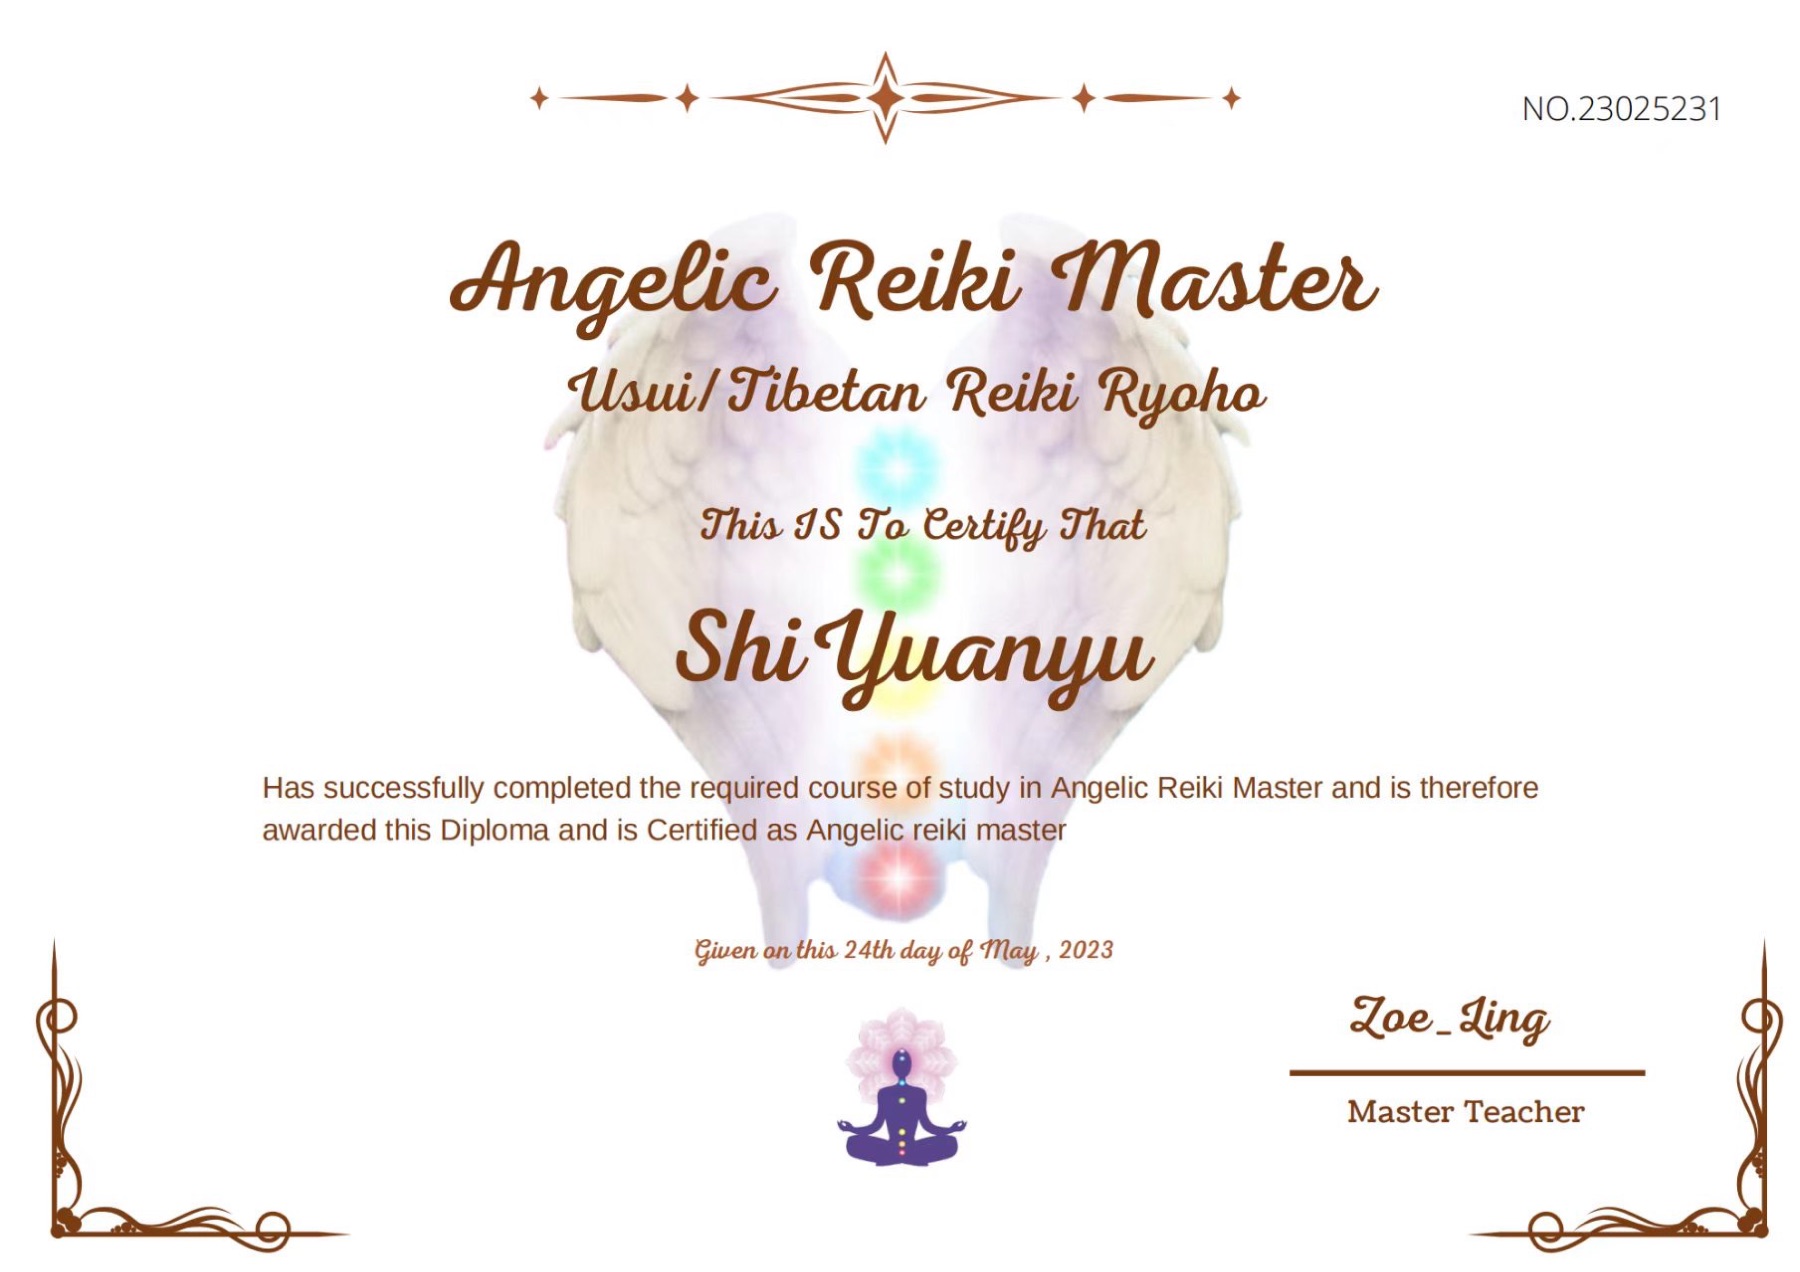 NO.23025231
Angelic Reiki Master
Usui/Tibetan Reiki Ryoho
This IS To Certify That
Shi Yuanyu
Has successfully completed the required course of study in Angelic Reiki Master and is therefore
awarded this Diploma and is Certified as Angelic reiki master
Given on this 24th day of May , 2023
Zoe_Ling
Master Teacher